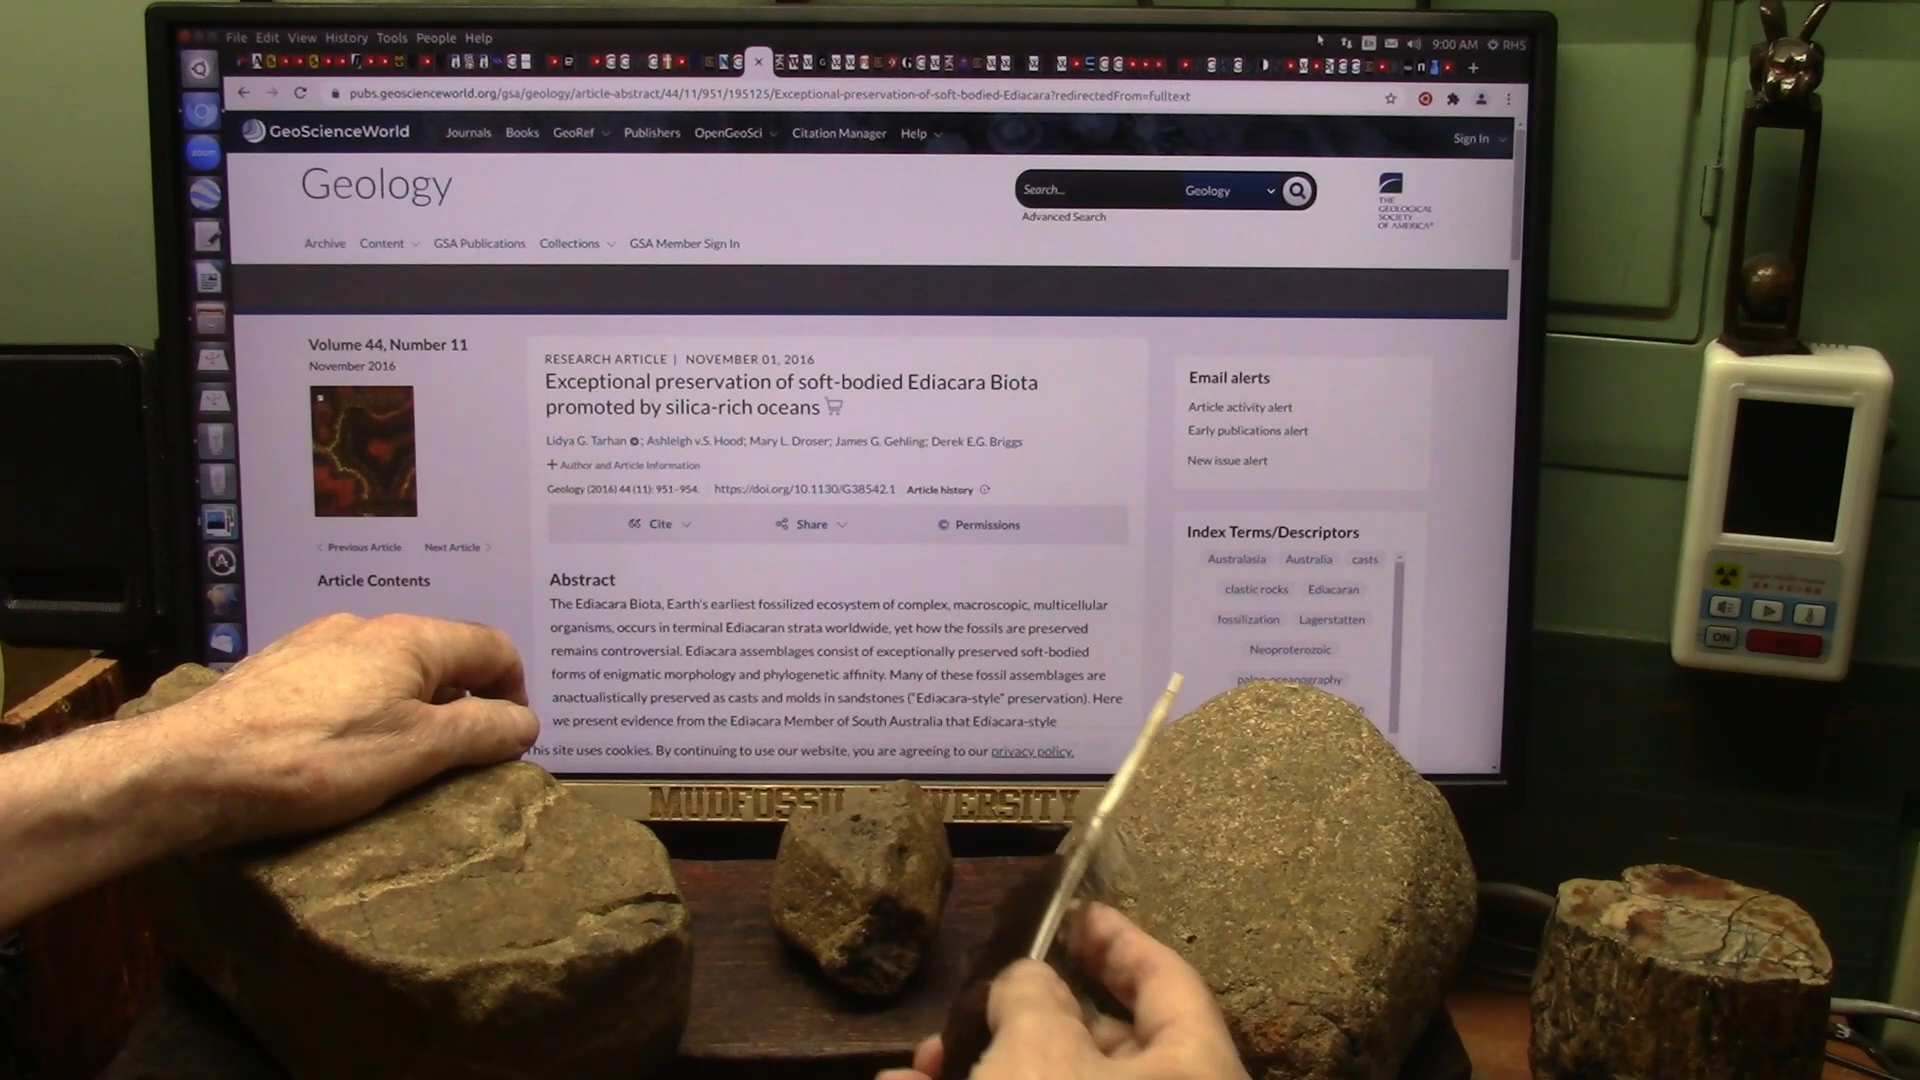 File Edit View History Tools People Help
En 9:00 AM RHS
pubs.geoscienceworld.org/gsa/geology/article-abstract/44/11/951/195125/Exceptional-preservation-of-soft-bodied-Ediacara?redirectedFrom=fulltext
zoom
GeoScienceWorld Journals Books GeoRef Publishers OpenGeoSci Citation Manager Help Sign In
Geology
Search... Geology
Advanced Search
THE
GEOLOGICAL
SOCIETY
OF AMERICA®
Archive Content GSA Publications Collections GSA Member Sign In
Volume 44, Number 11
November 2016
Previous Article Next Article
Article Contents
RESEARCH ARTICLE | NOVEMBER 01, 2016
Exceptional preservation of soft-bodied Ediacara Biota
promoted by silica-rich oceans
Lidya G. Tarhan; Ashleigh v.S. Hood; Mary L. Droser; James G. Gehling; Derek E.G. Briggs
+ Author and Article Information
Geology (2016) 44 (11): 951–954. https://doi.org/10.1130/G38542.1 Article history
Cite Share © Permissions
Abstract
The Ediacara Biota, Earth's earliest fossilized ecosystem of complex, macroscopic, multicellular
organisms, occurs in terminal Ediacaran strata worldwide, yet how the fossils are preserved
remains controversial. Ediacara assemblages consist of exceptionally preserved soft-bodied
forms of enigmatic morphology and phylogenetic affinity. Many of these fossil assemblages are
anactualistically preserved as casts and molds in sandstones ("Ediacara-style" preservation). Here
we present evidence from the Ediacara Member of South Australia that Ediacara-style
This site uses cookies. By continuing to use our website, you are agreeing to our privacy policy.
Email alerts
Article activity alert
Early publications alert
New issue alert
Index Terms/Descriptors
Australasia Australia casts
clastic rocks Ediacaran
fossilization Lagerstatten
Neoproterozoic
MUDFOSSIL
ON